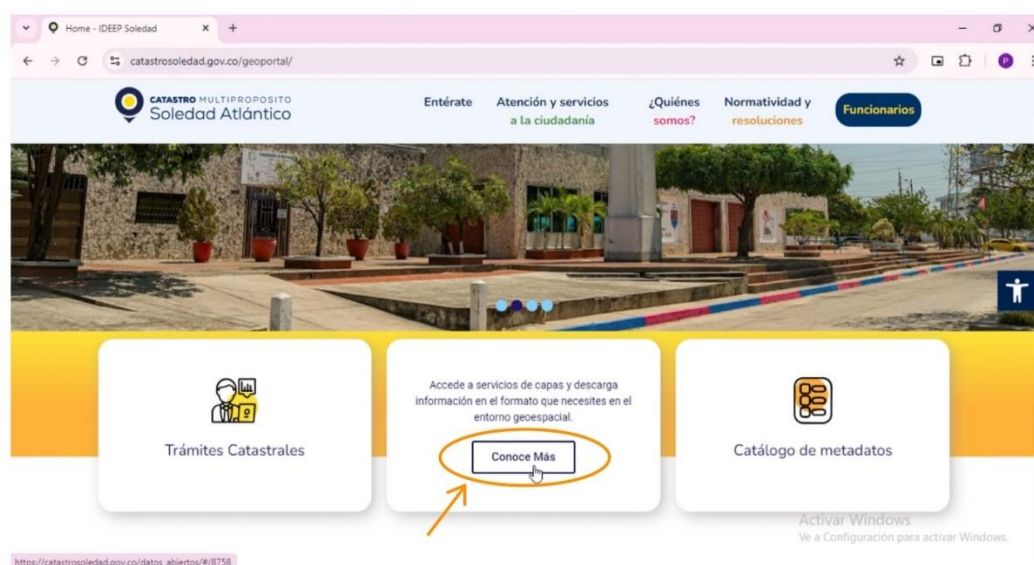 Home - IDEEP Soledad
catastrosoledad.gov.co/geoportal/
P
CATASTRO MULTIPROPOSITO
Soledad Atlántico
Entérate
Atención y servicios
a la ciudadanía
¿Quiénes
somos?
Normatividad y
resoluciones
Funcionarios
Trámites Catastrales
Accede a servicios de capas y descarga
información en el formato que necesites en el
entorno geoespacial.
Conoce Más
Catálogo de metadatos
Activar Windows
Ve a Configuración para activar Windows.
https://catastrosoledad.gov.co/datos_abiertos/#/8758